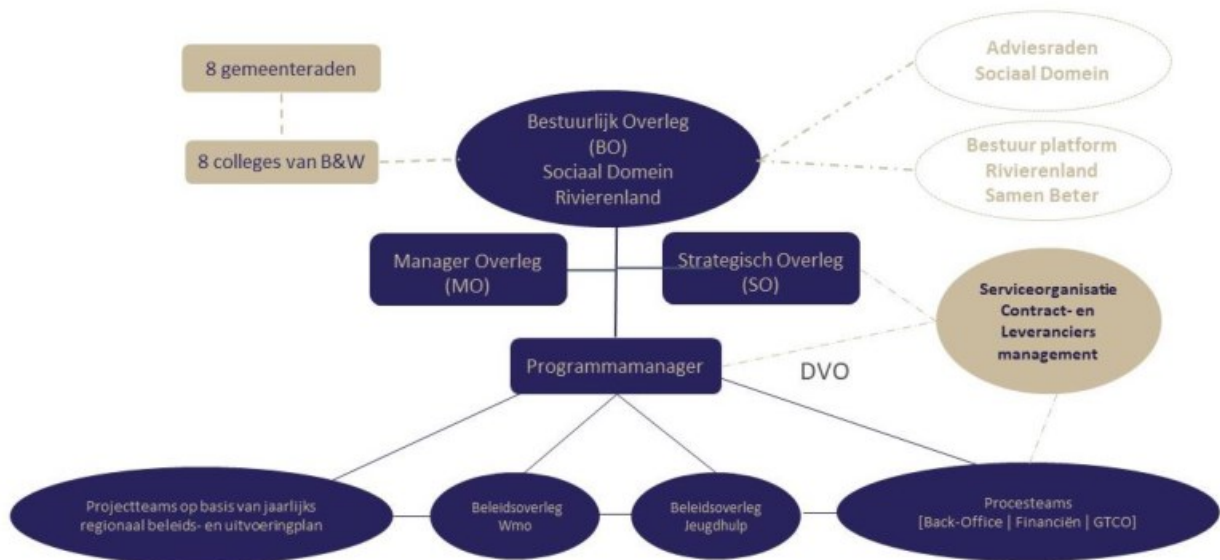 8 gemeenteraden
8 colleges van B&W
Bestuurlijk Overleg
(BO)
Sociaal Domein
Rivierenland
Adviesraden
Sociaal Domein
Bestuur platform
Rivierenland
Samen Beter
Manager Overleg
(MO)
Strategisch Overleg
(SO)
Serviceorganisatie
Contract- en
Leveranciers
management
Programmamanager
DVO
Projectteams op basis van jaarlijks
regionaal beleids- en uitvoeringplan
Beleidsoverleg
Wmo
Beleidsoverleg
Jeugdhulp
Procesteams
[Back-Office | Financiën | GTCO]